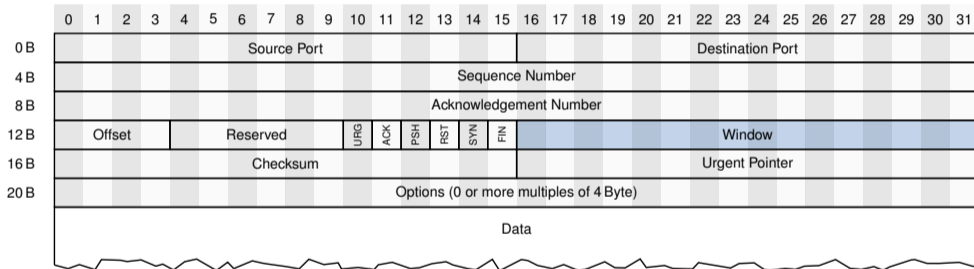 0 1 2 3 4 5 6 7 8 9 10 11 12 13 14 15 16 17 18 19 20 21 22 23 24 25 26 27 28 29 30 31
0 B Source Port Destination Port
4 B Sequence Number
8 B Acknowledgement Number
12 B Offset Reserved URG ACK PSH RST SYN FIN Window
16 B Checksum Urgent Pointer
20 B Options (0 or more multiples of 4 Byte)
Data